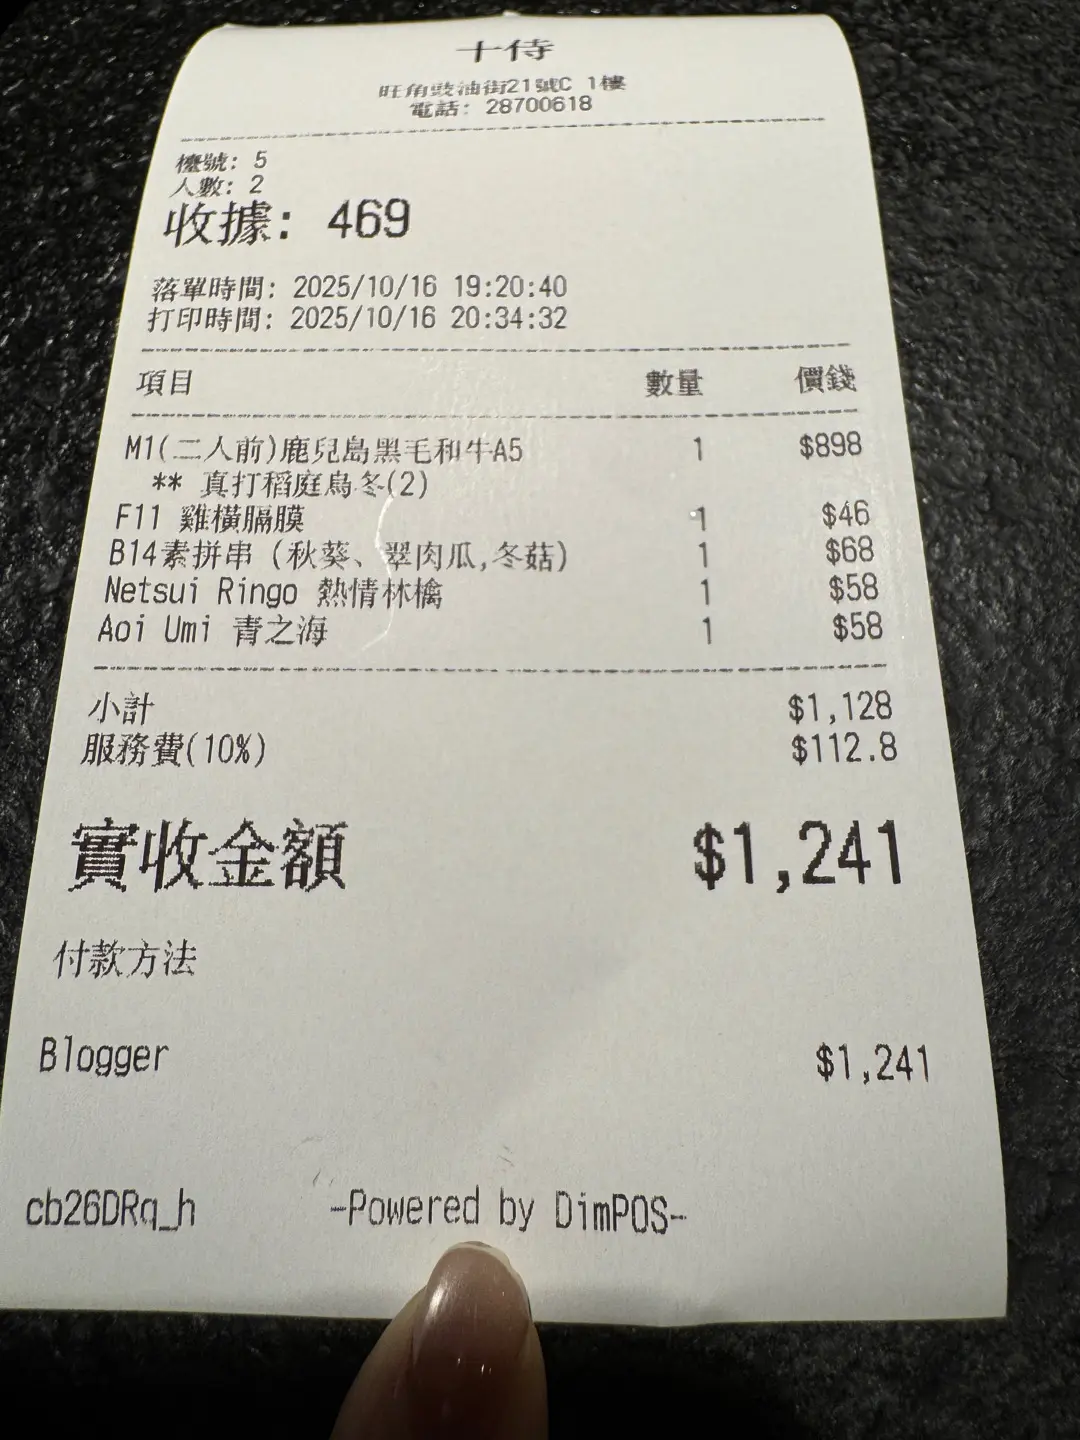 十侍
旺角豉油街21號C 1樓
電話: 28700618
檯號: 5
人數: 2
收據: 469
落單時間: 2025/10/16 19:20:40
打印時間: 2025/10/16 20:34:32
項目 數量 價錢
M1(二人前)鹿兒島黑毛和牛A5 1 $898
** 真打稻庭烏冬(2)
F11 雞橫膈膜 1 $46
B14素拼串 (秋葵、翠肉瓜,冬菇) 1 $68
Netsui Ringo 熱情林檎 1 $58
Aoi Umi 青之海 1 $58
小計 $1,128
服務費(10%) $112.8
實收金額 $1,241
付款方法
Blogger $1,241
cb26DRq_h -Powered by DimPOS-